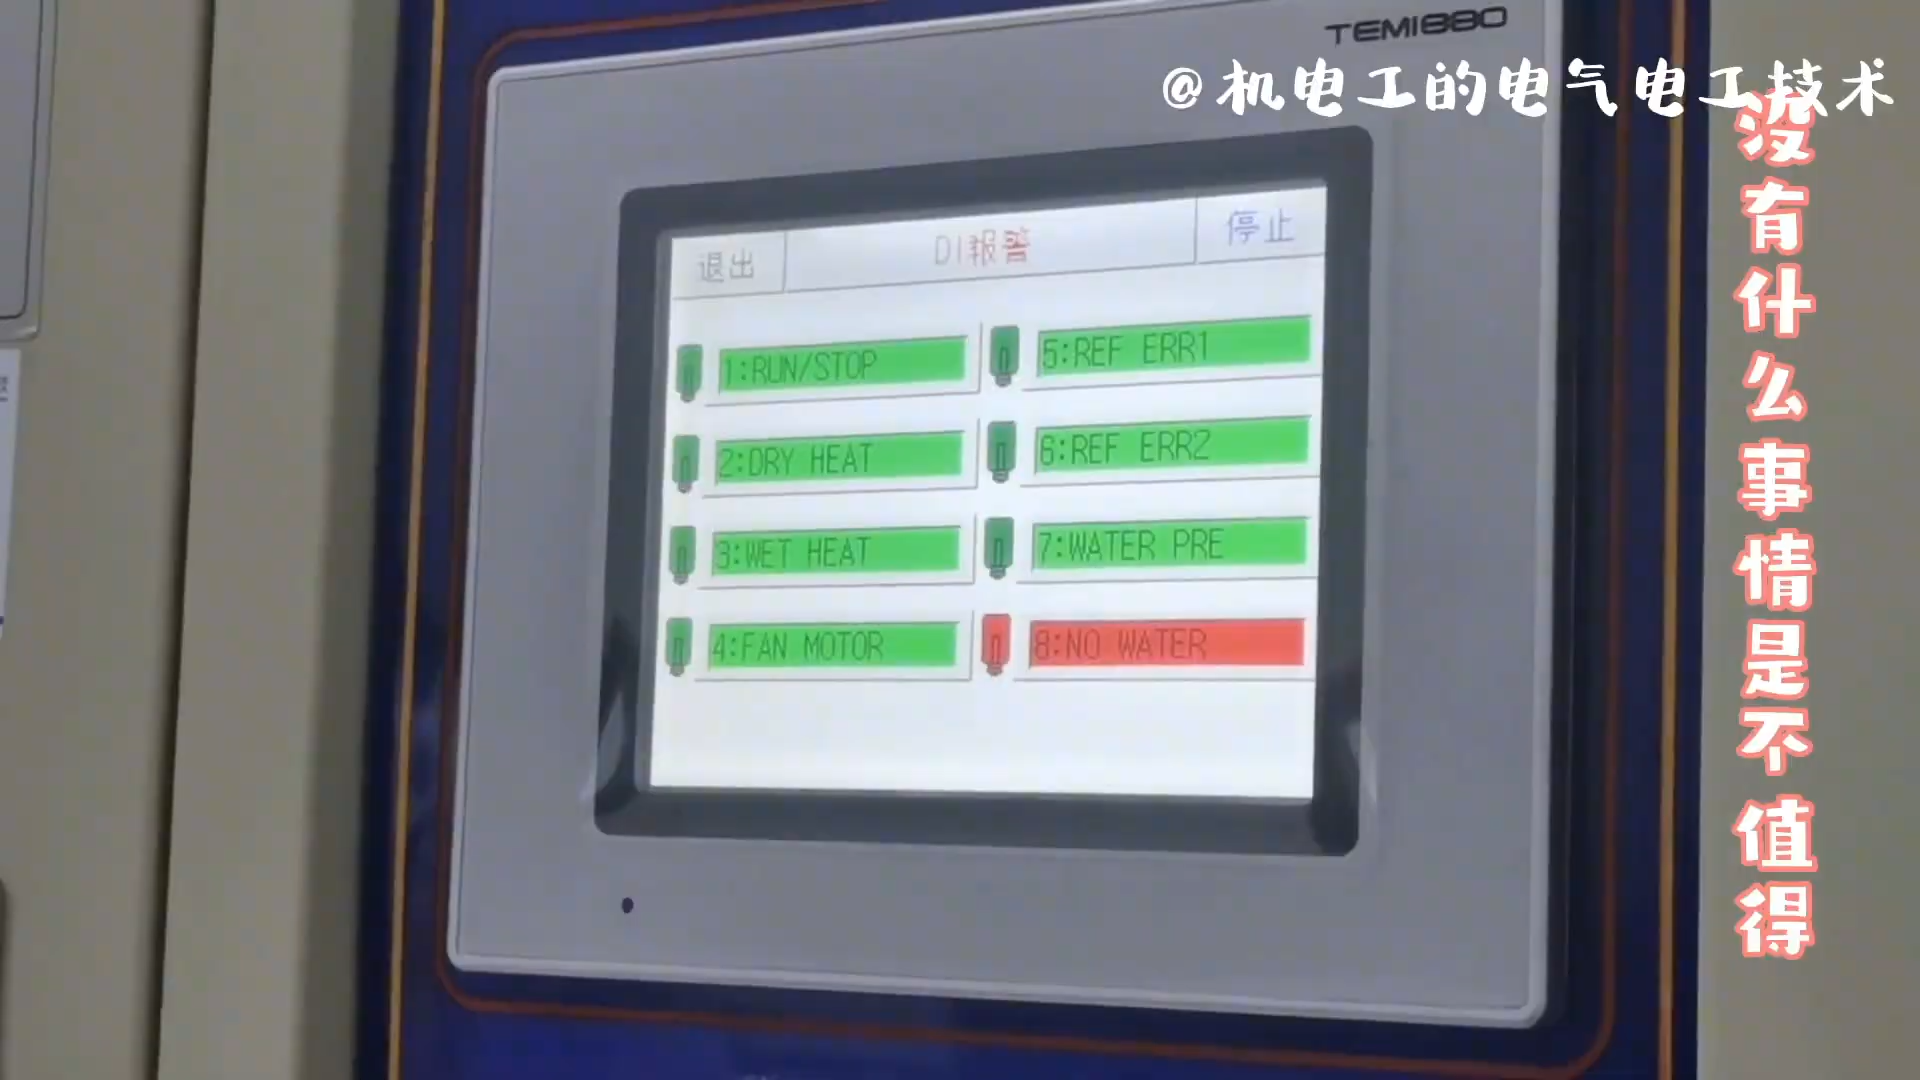 TEMI880
@机电工的电气电工技术
退出
DI报警
停止
1:RUN/STOP
5:REF ERR1
2:DRY HEAT
6:REF ERR2
3:WET HEAT
7:WATER PRE
4:FAN MOTOR
8:NO WATER
没有什么事情是不值得